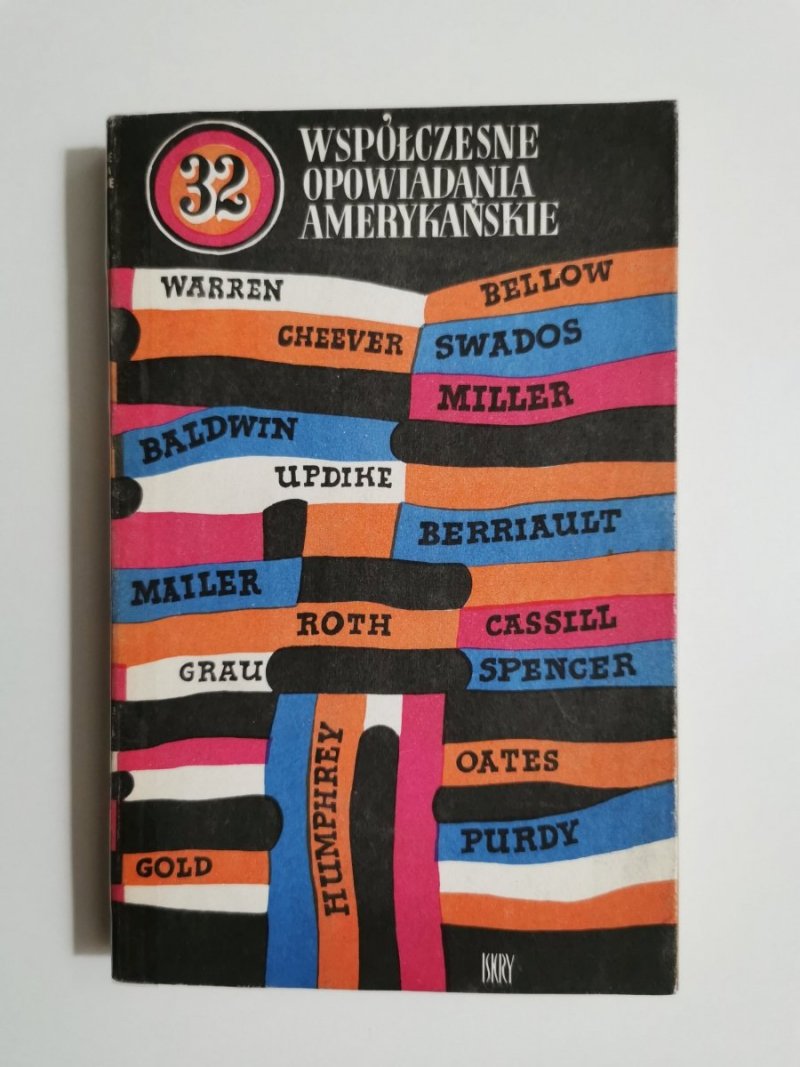 32
WSPÓŁCZESNE
OPOWIADANIA
AMERYKAŃSKIE
WARREN
BELLOW
CHEEVER
SWADOS
MILLER
BALDWIN
UPDIKE
BERRIAULT
MAILER
ROTH
CASSILL
GRAU
SPENCER
HUMPHREY
OATES
PURDY
GOLD
ISKRY